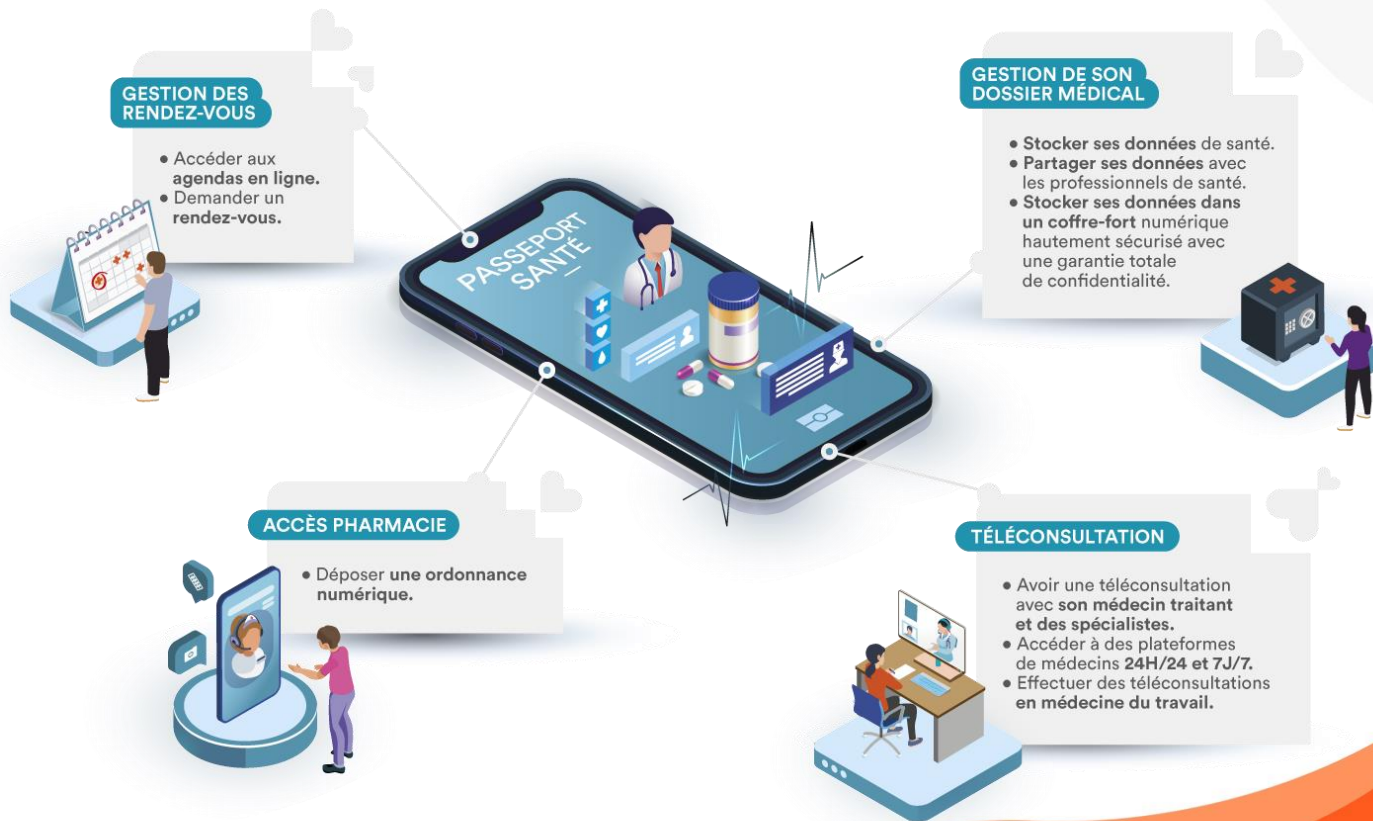 GESTION DES
RENDEZ-VOUS
• Accéder aux
agendas en ligne.
• Demander un
rendez-vous.
GESTION DE SON
DOSSIER MÉDICAL
• Stocker ses données de santé.
• Partager ses données avec
les professionnels de santé.
• Stocker ses données dans
un coffre-fort numérique
hautement sécurisé avec
une garantie totale
de confidentialité.
PASSEPORT
SANTÉ
ACCÈS PHARMACIE
• Déposer une ordonnance
numérique.
TÉLÉCONSULTATION
• Avoir une téléconsultation
avec son médecin traitant
et des spécialistes.
• Accéder à des plateformes
de médecins 24H/24 et 7J/7.
• Effectuer des téléconsultations
en médecine du travail.